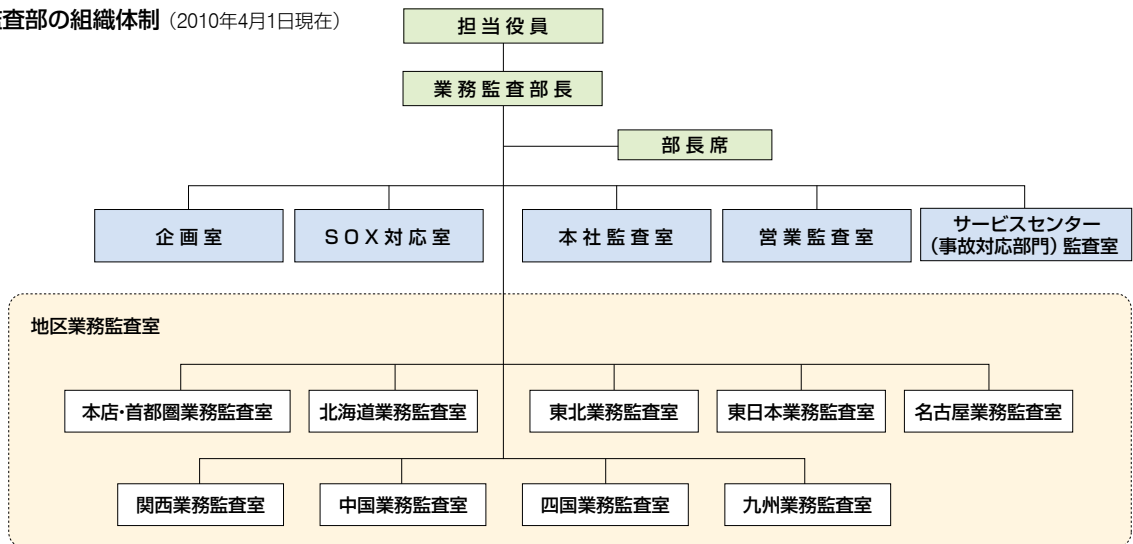 査部の組織体制(2010年4月1日現在)
担当役員
業務監査部長
部長席
企画室
SOX対応室
本社監査室
営業監査室
サービスセンター
(事故対応部門)監査室
地区業務監査室
本店・首都圏業務監査室
北海道業務監査室
東北業務監査室
東日本業務監査室
名古屋業務監査室
関西業務監査室
中国業務監査室
四国業務監査室
九州業務監査室